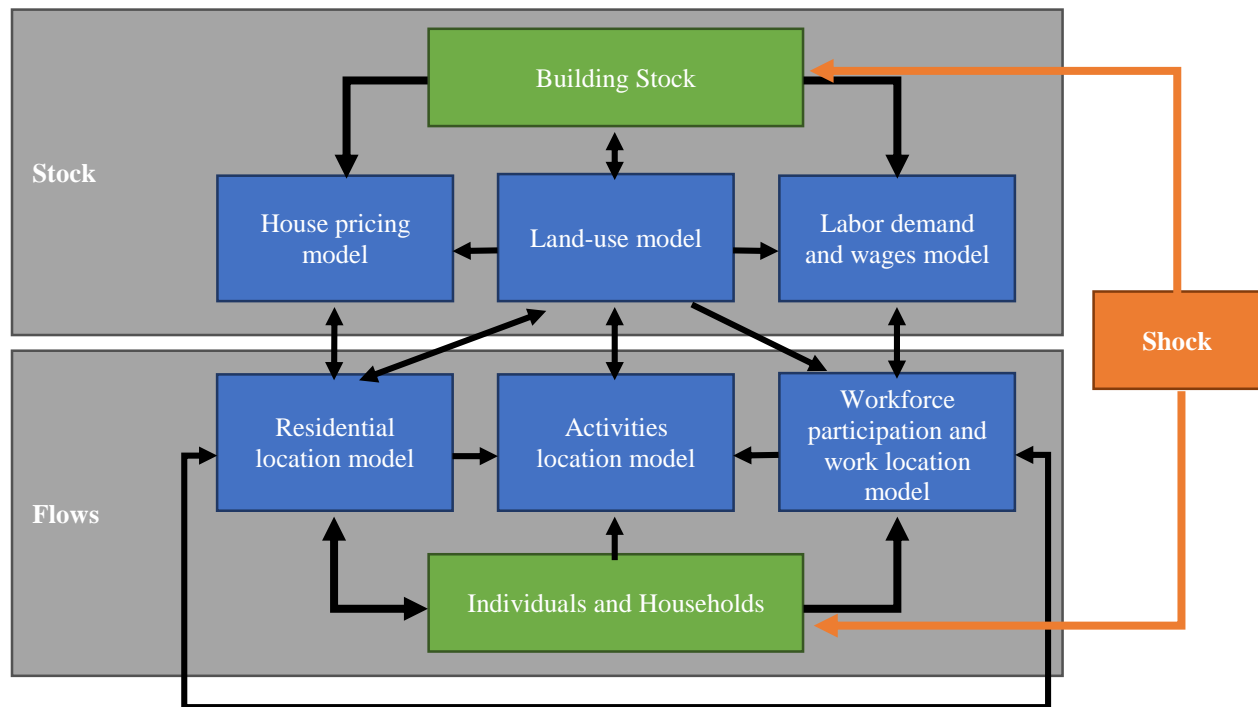 Building Stock
Stock
House pricing
model
Land-use model
Labor demand
and wages model
Shock
Residential
location model
Activities
location model
Workforce
participation and
work location
model
Flows
Individuals and Households